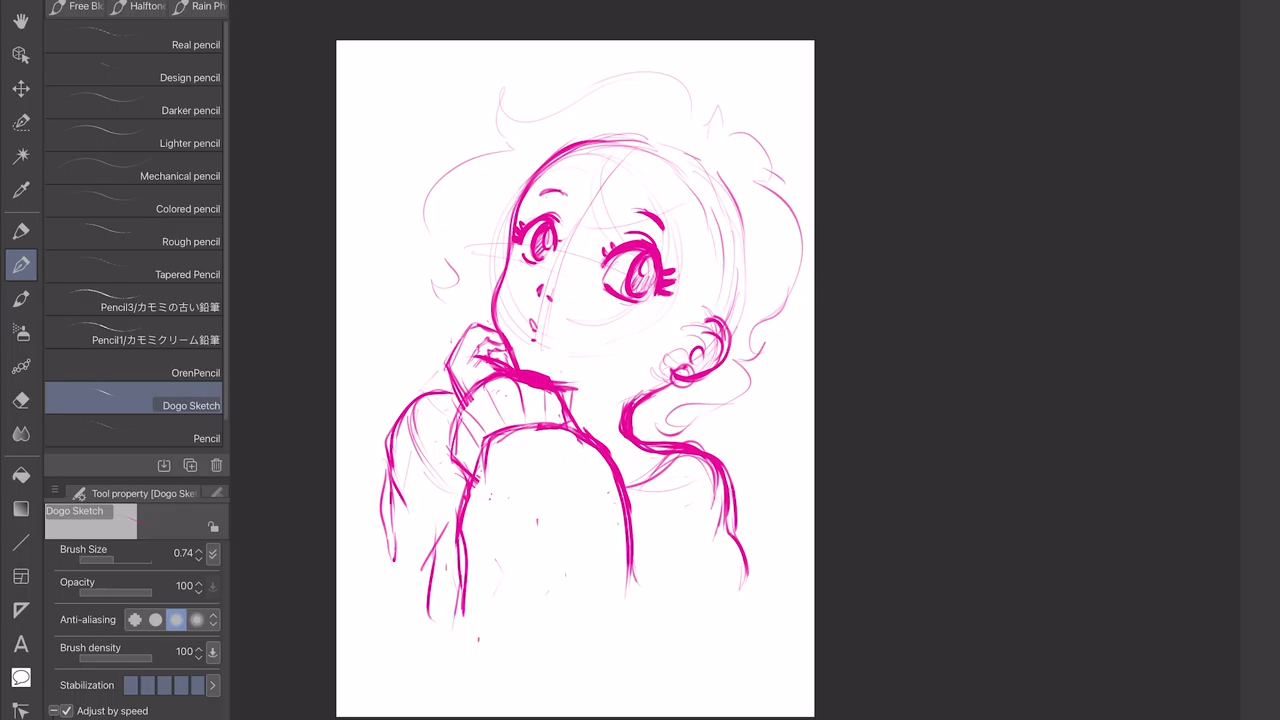 Free Blo Halfton Rain Ph
Real pencil
Design pencil
Darker pencil
Lighter pencil
Mechanical pencil
Colored pencil
Rough pencil
Tapered Pencil
Pencil3/カモミの古い鉛筆
Pencil1/カモミクリーム鉛筆
OrenPencil
Dogo Sketch
Pencil
Tool property [Dogo Sket
Dogo Sketch
Brush Size 0.74
Opacity 100
Anti-aliasing
Brush density 100
Stabilization
Adjust by speed